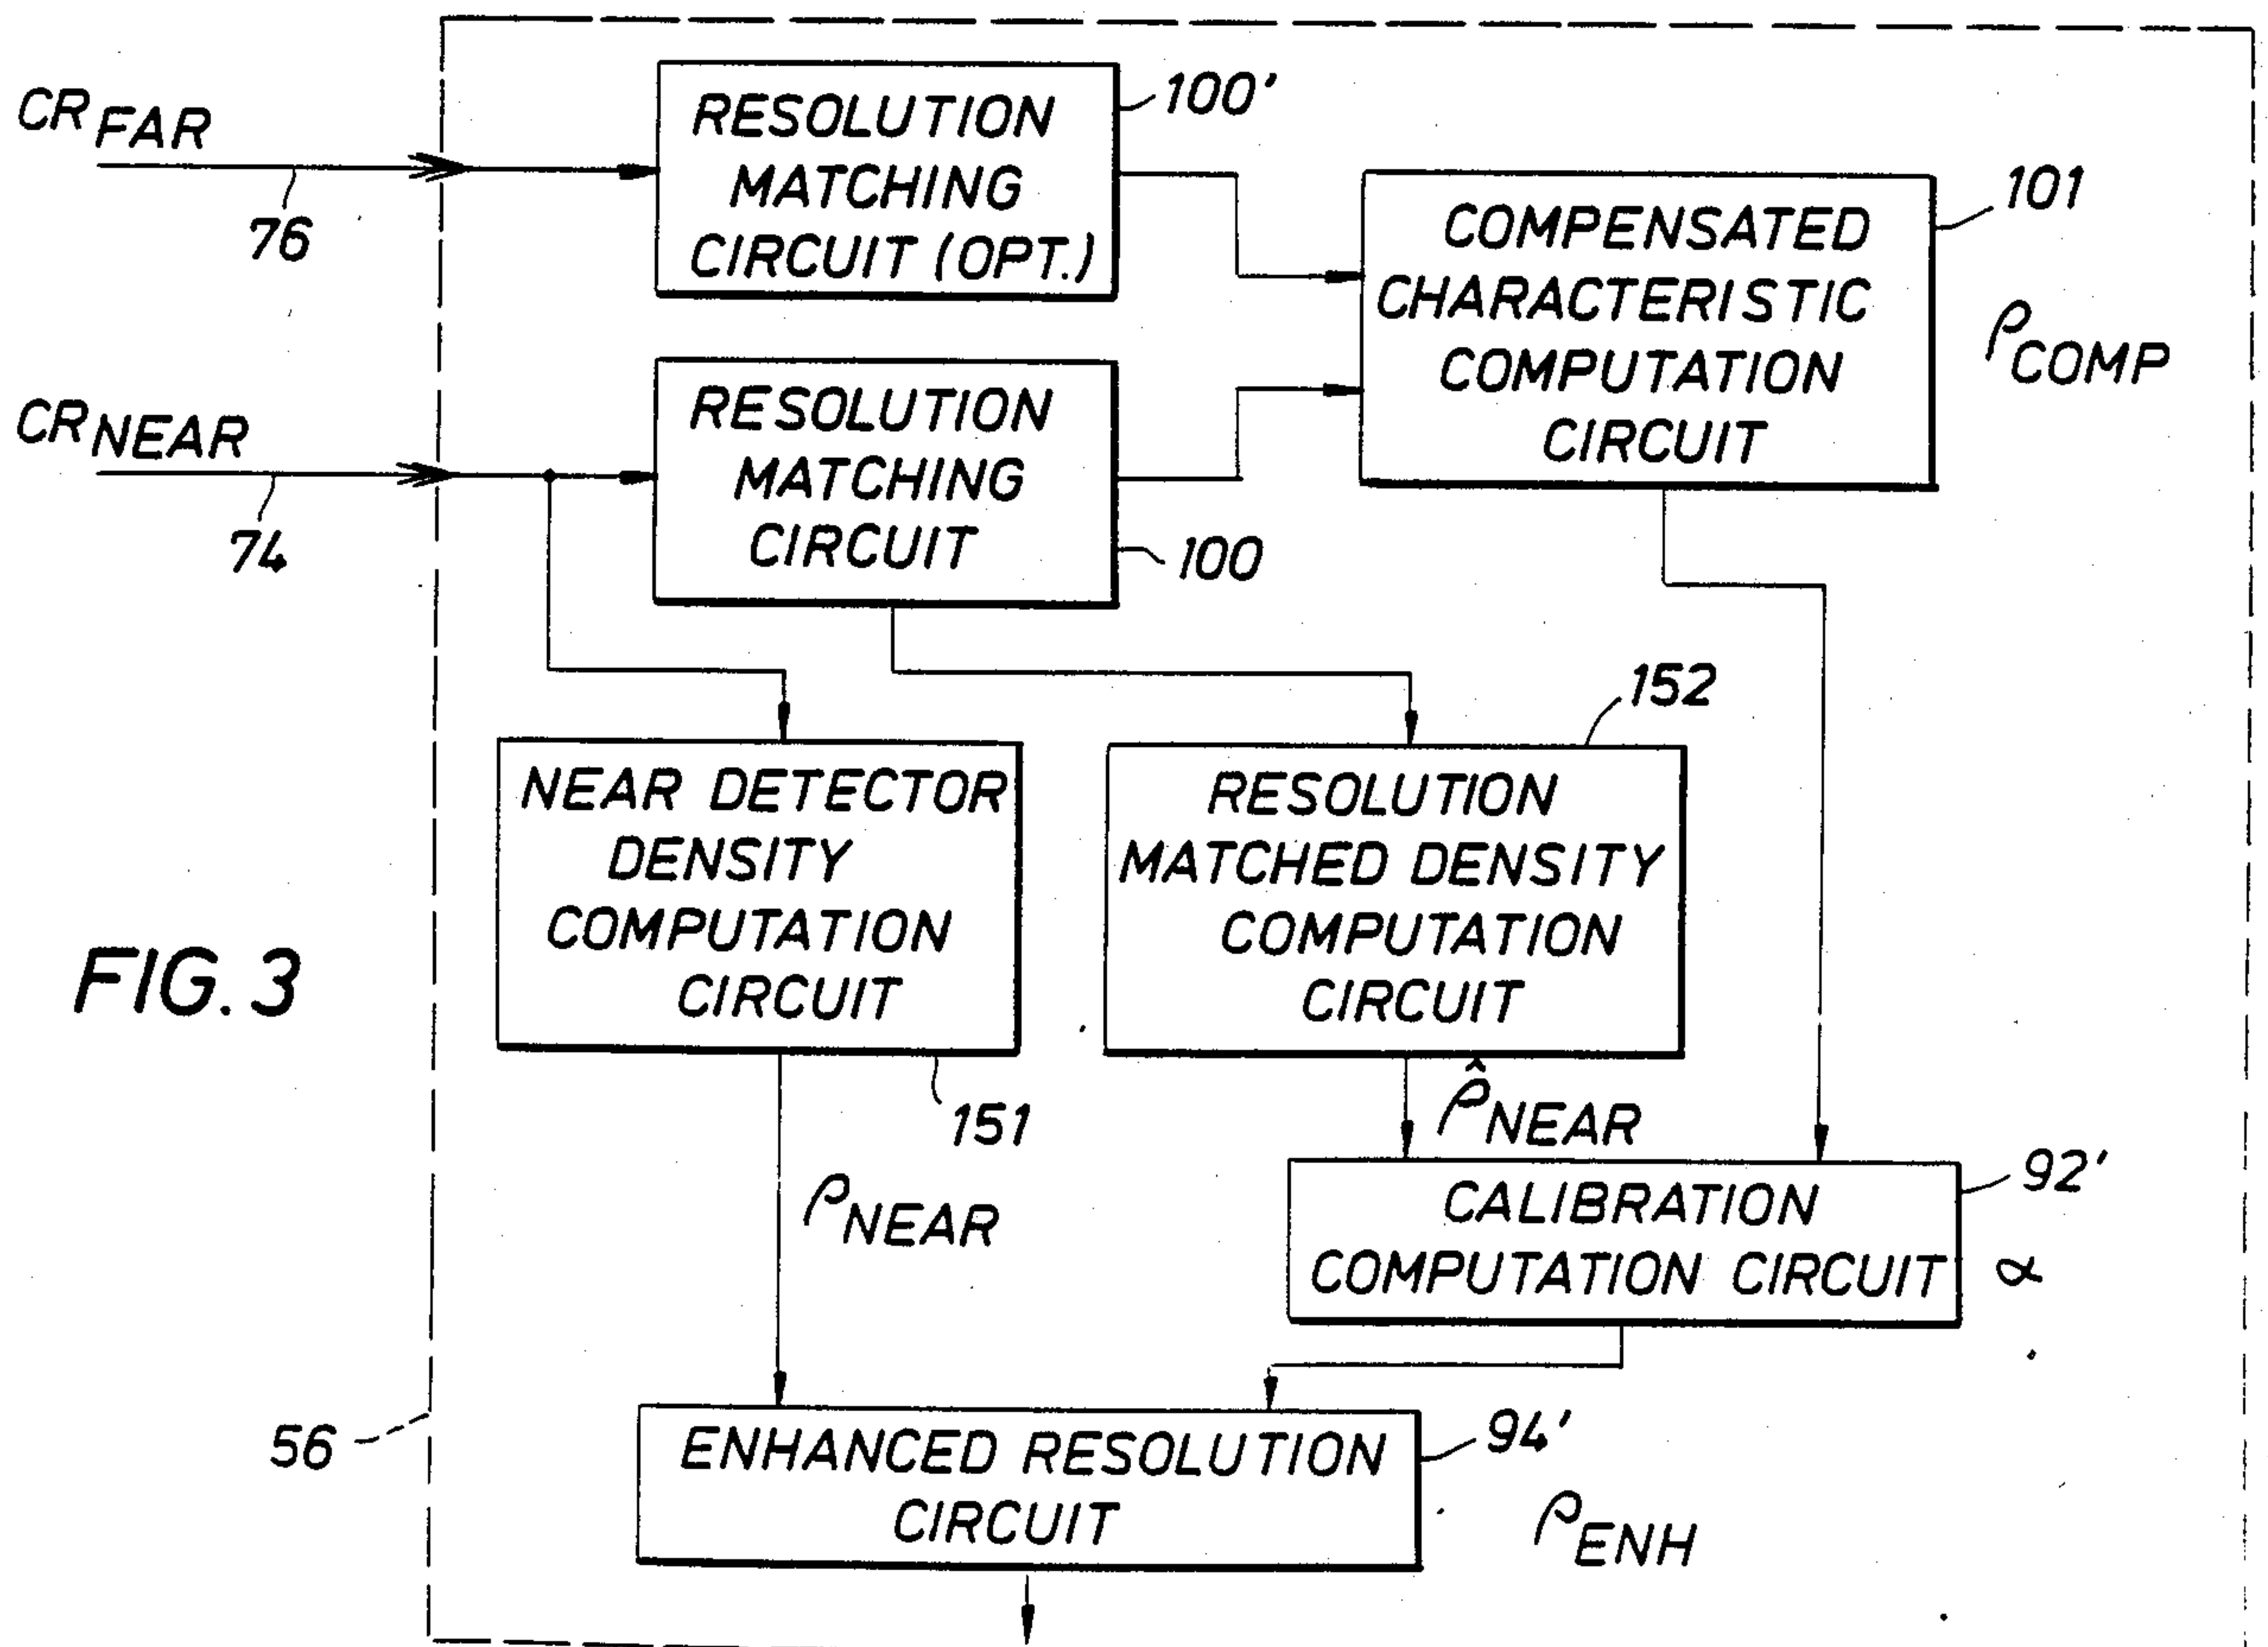 CR FAR
76
RESOLUTION
MATCHING
CIRCUIT (OPT.)
100'
CR NEAR
74
RESOLUTION
MATCHING
CIRCUIT
100
COMPENSATED
CHARACTERISTIC
COMPUTATION
CIRCUIT
101
ρCOMP
NEAR DETECTOR
DENSITY
COMPUTATION
CIRCUIT
151
RESOLUTION
MATCHED DENSITY
COMPUTATION
CIRCUIT
152
FIG. 3
ρNEAR
ρ̂NEAR
CALIBRATION
COMPUTATION CIRCUIT
92'
α
56
ENHANCED RESOLUTION
CIRCUIT
94'
ρENH